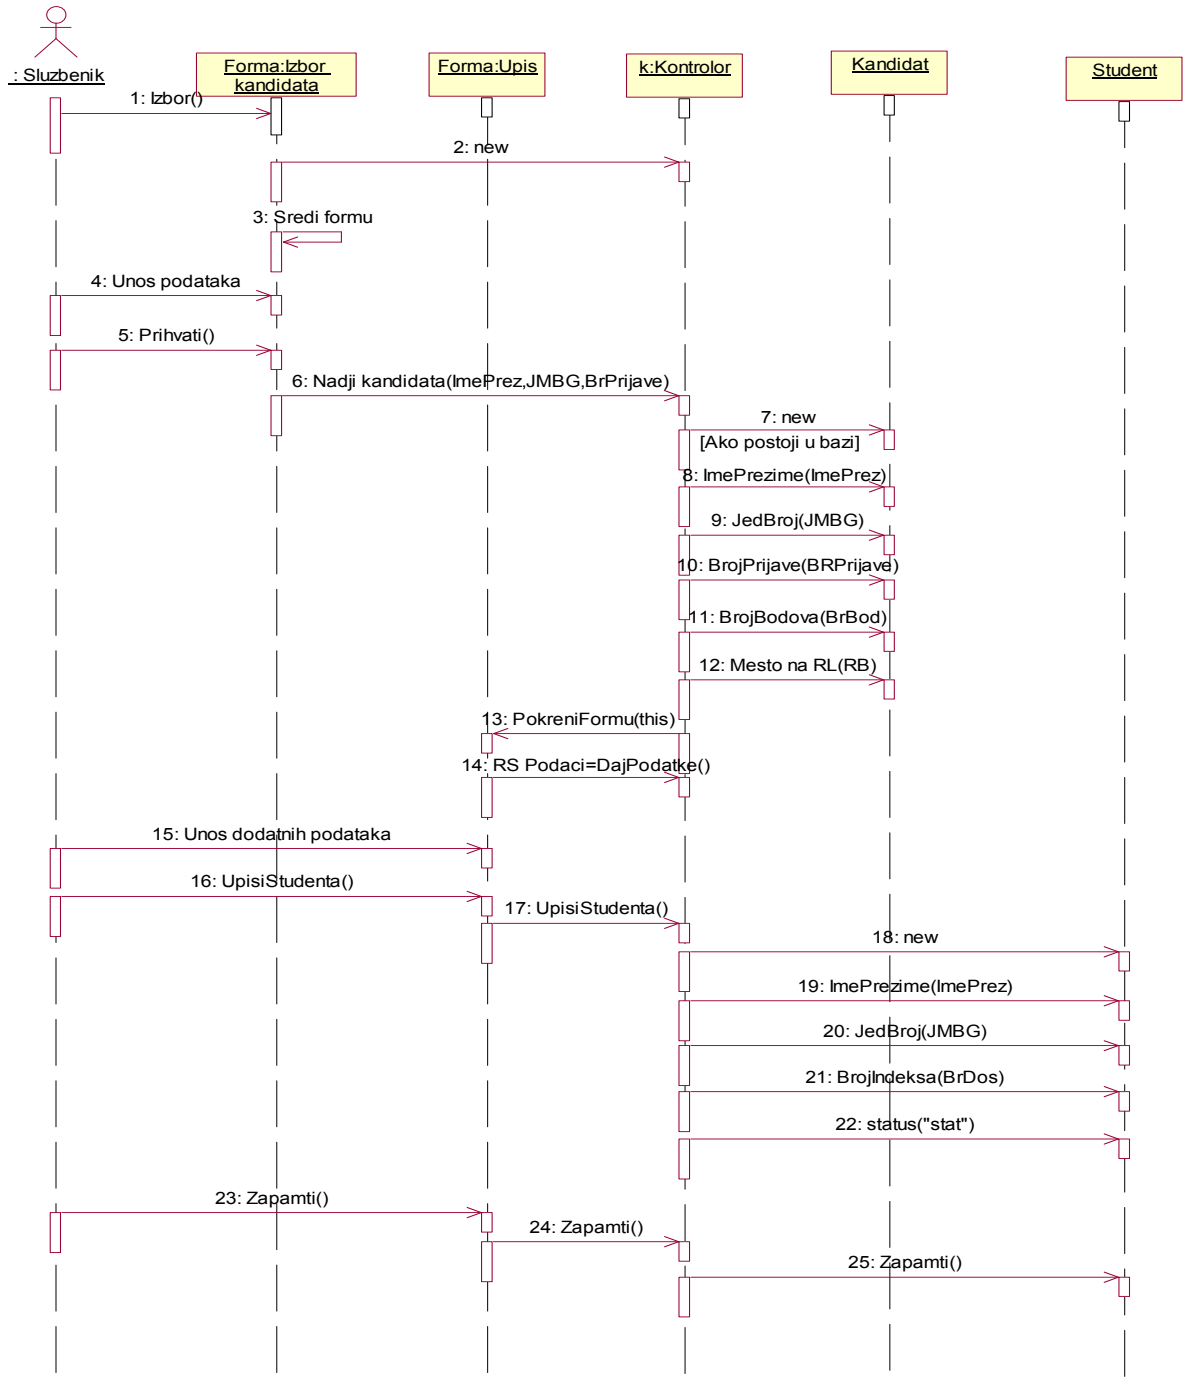 : Sluzbenik
Forma:Izbor
kandidata
Forma:Upis
k:Kontrolor
Kandidat
Student
1: Izbor()
2: new
3: Sredi formu
4: Unos podataka
5: Prihvati()
6: Nadji kandidata(ImePrez,JMBG,BrPrijave)
7: new
[Ako postoji u bazi]
8: ImePrezime(ImePrez)
9: JedBroj(JMBG)
10: BrojPrijave(BRPrijave)
11: BrojBodova(BrBod)
12: Mesto na RL(RB)
13: PokreniFormu(this)
14: RS Podaci=DajPodatke()
15: Unos dodatnih podataka
16: UpisiStudenta()
17: UpisiStudenta()
18: new
19: ImePrezime(ImePrez)
20: JedBroj(JMBG)
21: BrojIndeksa(BrDos)
22: status("stat")
23: Zapamti()
24: Zapamti()
25: Zapamti()